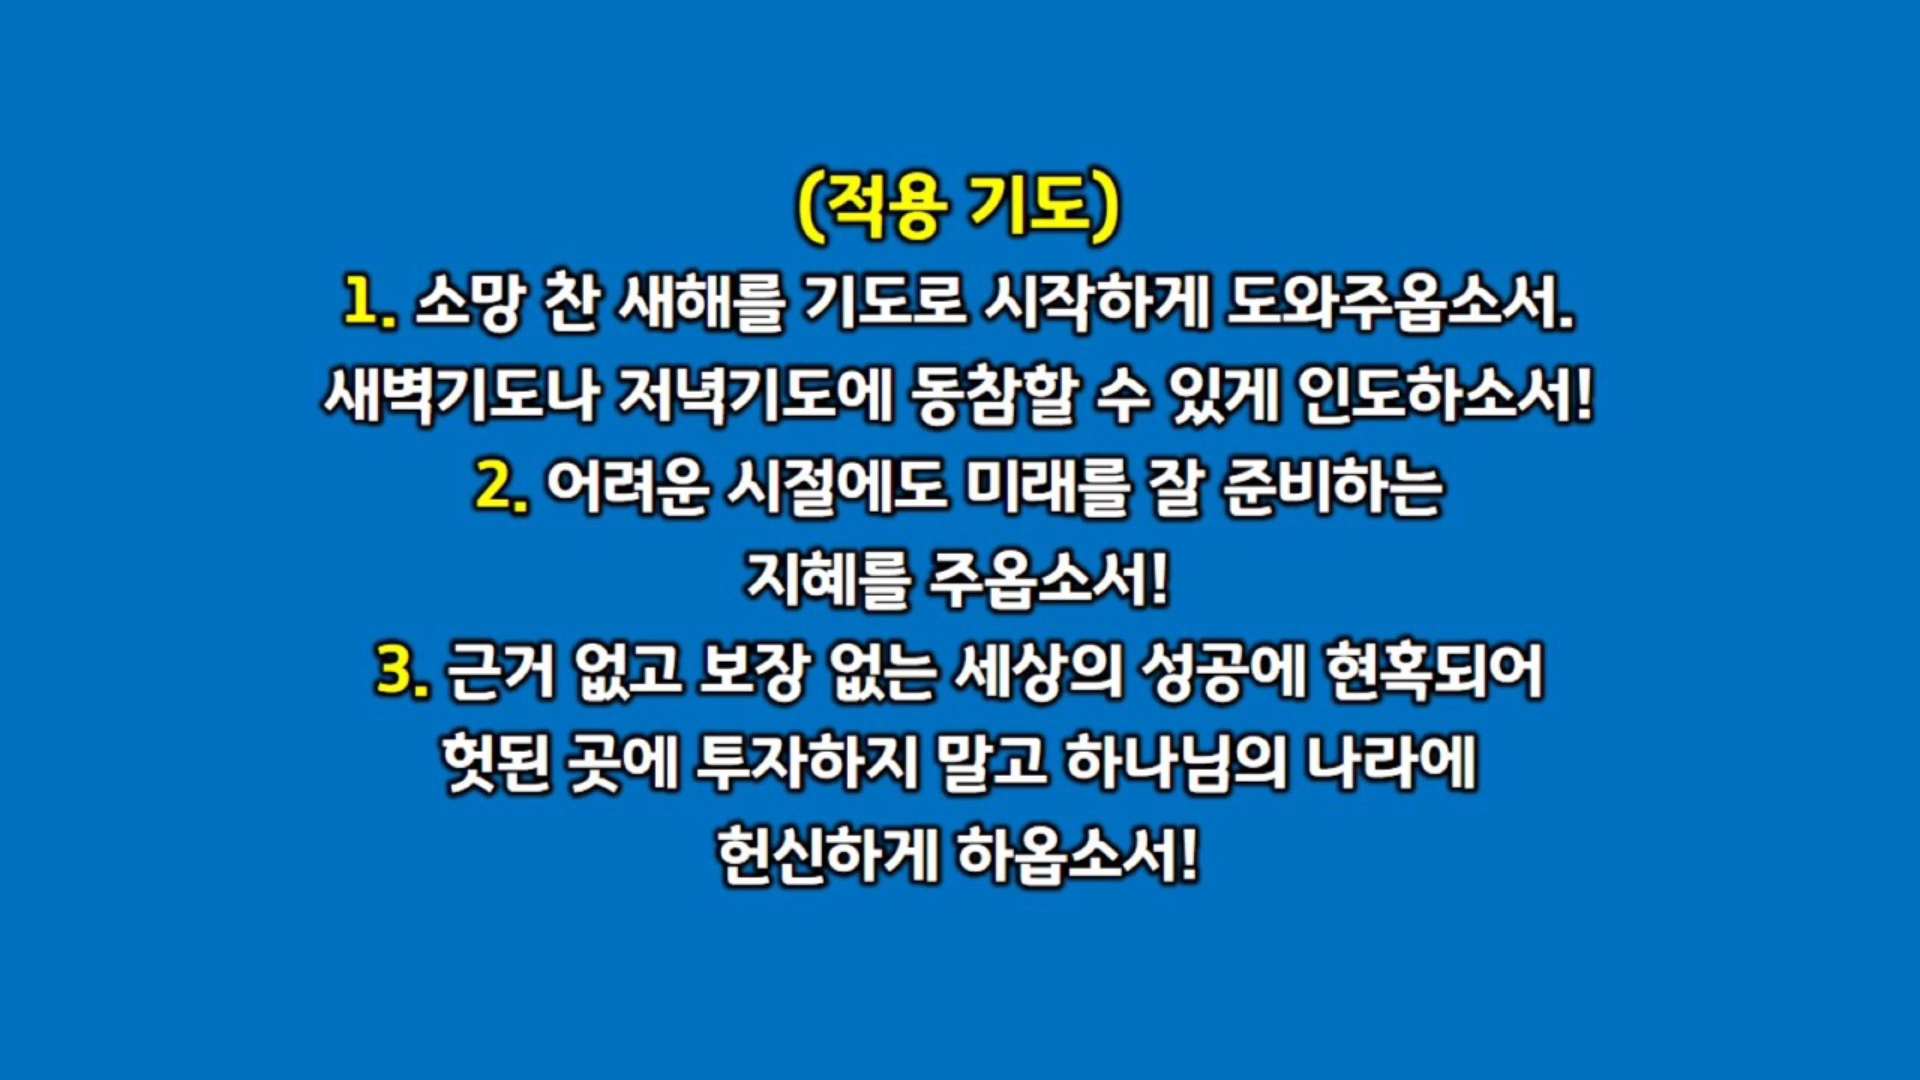 (적용 기도)
1. 소망 찬 새해를 기도로 시작하게 도와주옵소서.
새벽기도나 저녁기도에 동참할 수 있게 인도하소서!
2. 어려운 시절에도 미래를 잘 준비하는
지혜를 주옵소서!
3. 근거 없고 보장 없는 세상의 성공에 현혹되어
헛된 곳에 투자하지 말고 하나님의 나라에
헌신하게 하옵소서!